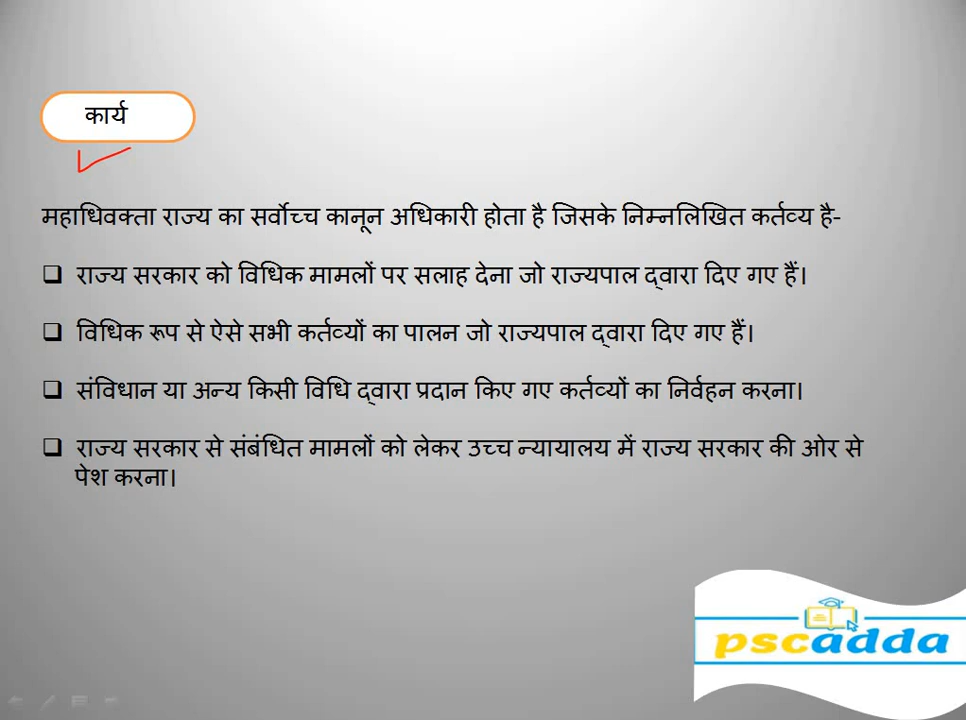 कार्य
महाधिवक्ता राज्य का सर्वोच्च कानून अधिकारी होता है जिसके निम्नलिखित कर्तव्य है-
राज्य सरकार को विधिक मामलों पर सलाह देना जो राज्यपाल द्वारा दिए गए हैं।
विधिक रूप से ऐसे सभी कर्तव्यों का पालन जो राज्यपाल द्वारा दिए गए हैं।
संविधान या अन्य किसी विधि द्वारा प्रदान किए गए कर्तव्यों का निर्वहन करना।
राज्य सरकार से संबंधित मामलों को लेकर उच्च न्यायालय में राज्य सरकार की ओर से
पेश करना।
pscadda